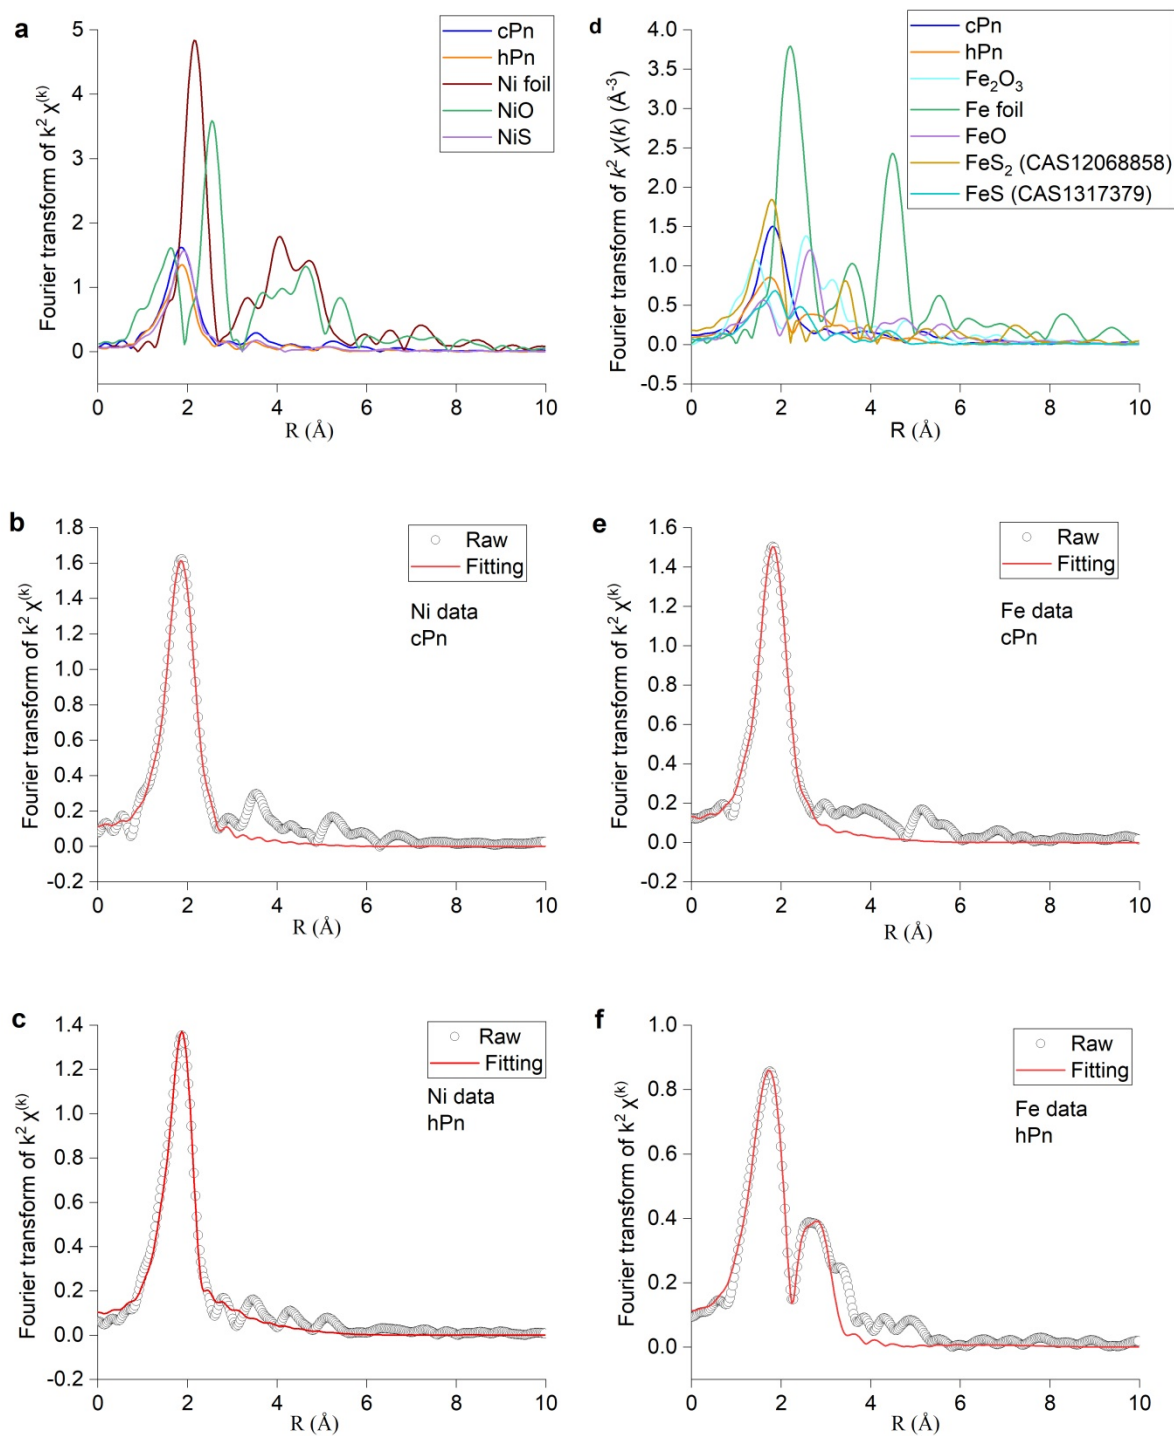 a
Fourier transform of k² χ⁽ᵏ⁾
5
4
3
2
1
0
0 2 4 6 8 10
R (Å)
cPn
hPn
Ni foil
NiO
NiS
d
Fourier transform of k² χ(k) (Å⁻³)
4.0
3.5
3.0
2.5
2.0
1.5
1.0
0.5
0.0
-0.5
0 2 4 6 8 10
R (Å)
cPn
hPn
Fe₂O₃
Fe foil
FeO
FeS₂ (CAS12068858)
FeS (CAS1317379)
b
Fourier transform of k² χ⁽ᵏ⁾
1.8
1.6
1.4
1.2
1.0
0.8
0.6
0.4
0.2
0.0
-0.2
0 2 4 6 8 10
R (Å)
Raw
Fitting
Ni data
cPn
e
Fourier transform of k² χ⁽ᵏ⁾
1.6
1.4
1.2
1.0
0.8
0.6
0.4
0.2
0.0
-0.2
0 2 4 6 8 10
R (Å)
Raw
Fitting
Fe data
cPn
c
Fourier transform of k² χ⁽ᵏ⁾
1.4
1.2
1.0
0.8
0.6
0.4
0.2
0.0
-0.2
0 2 4 6 8 10
R (Å)
Raw
Fitting
Ni data
hPn
f
Fourier transform of k² χ⁽ᵏ⁾
1.0
0.8
0.6
0.4
0.2
0.0
0 2 4 6 8 10
R (Å)
Raw
Fitting
Fe data
hPn